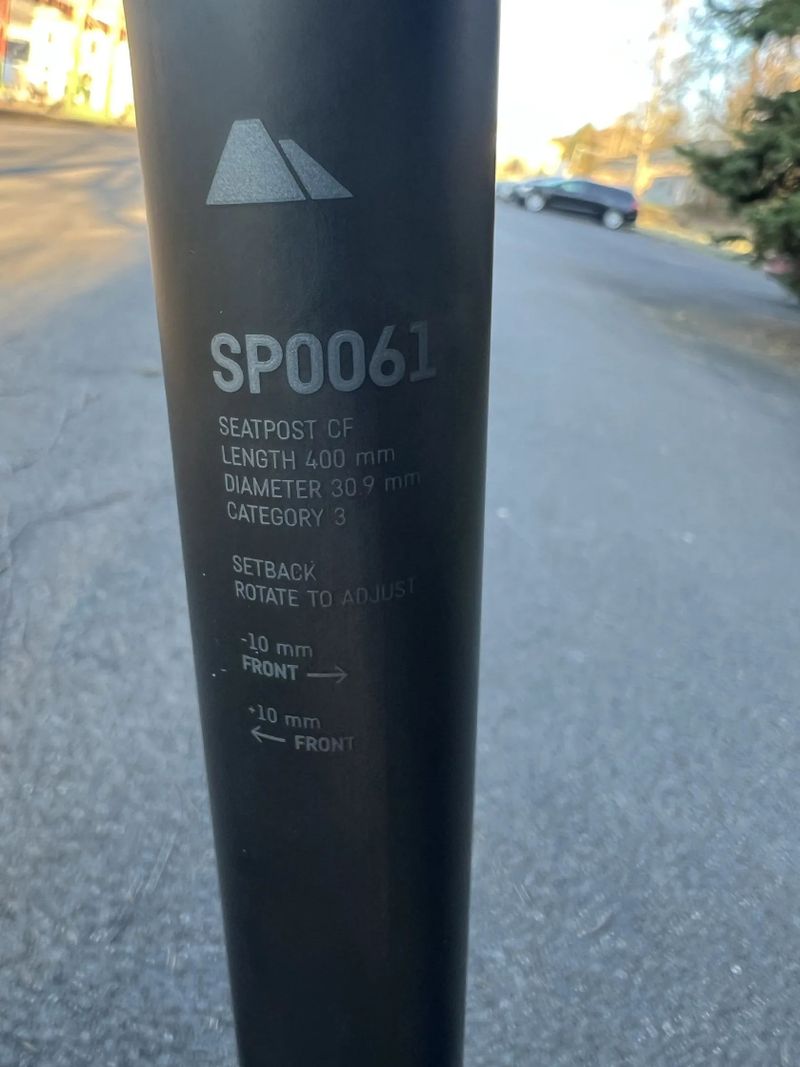 SP0061
SEATPOST CF
LENGTH 400 mm
DIAMETER 30.9 mm
CATEGORY 3
SETBACK
ROTATE TO ADJUST
-10 mm
FRONT →
+10 mm
← FRONT